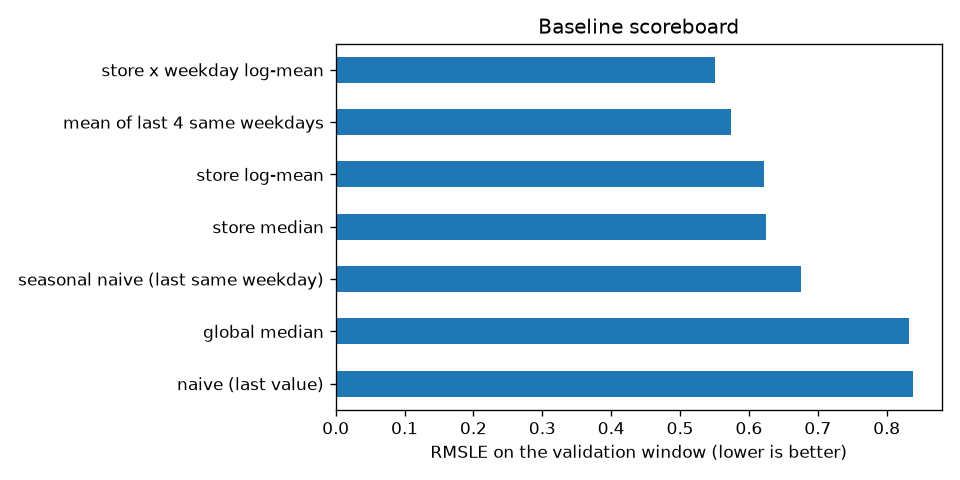 Baseline scoreboard
store x weekday log-mean
mean of last 4 same weekdays
store log-mean
store median
seasonal naive (last same weekday)
global median
naive (last value)
0.0 0.1 0.2 0.3 0.4 0.5 0.6 0.7 0.8
RMSLE on the validation window (lower is better)